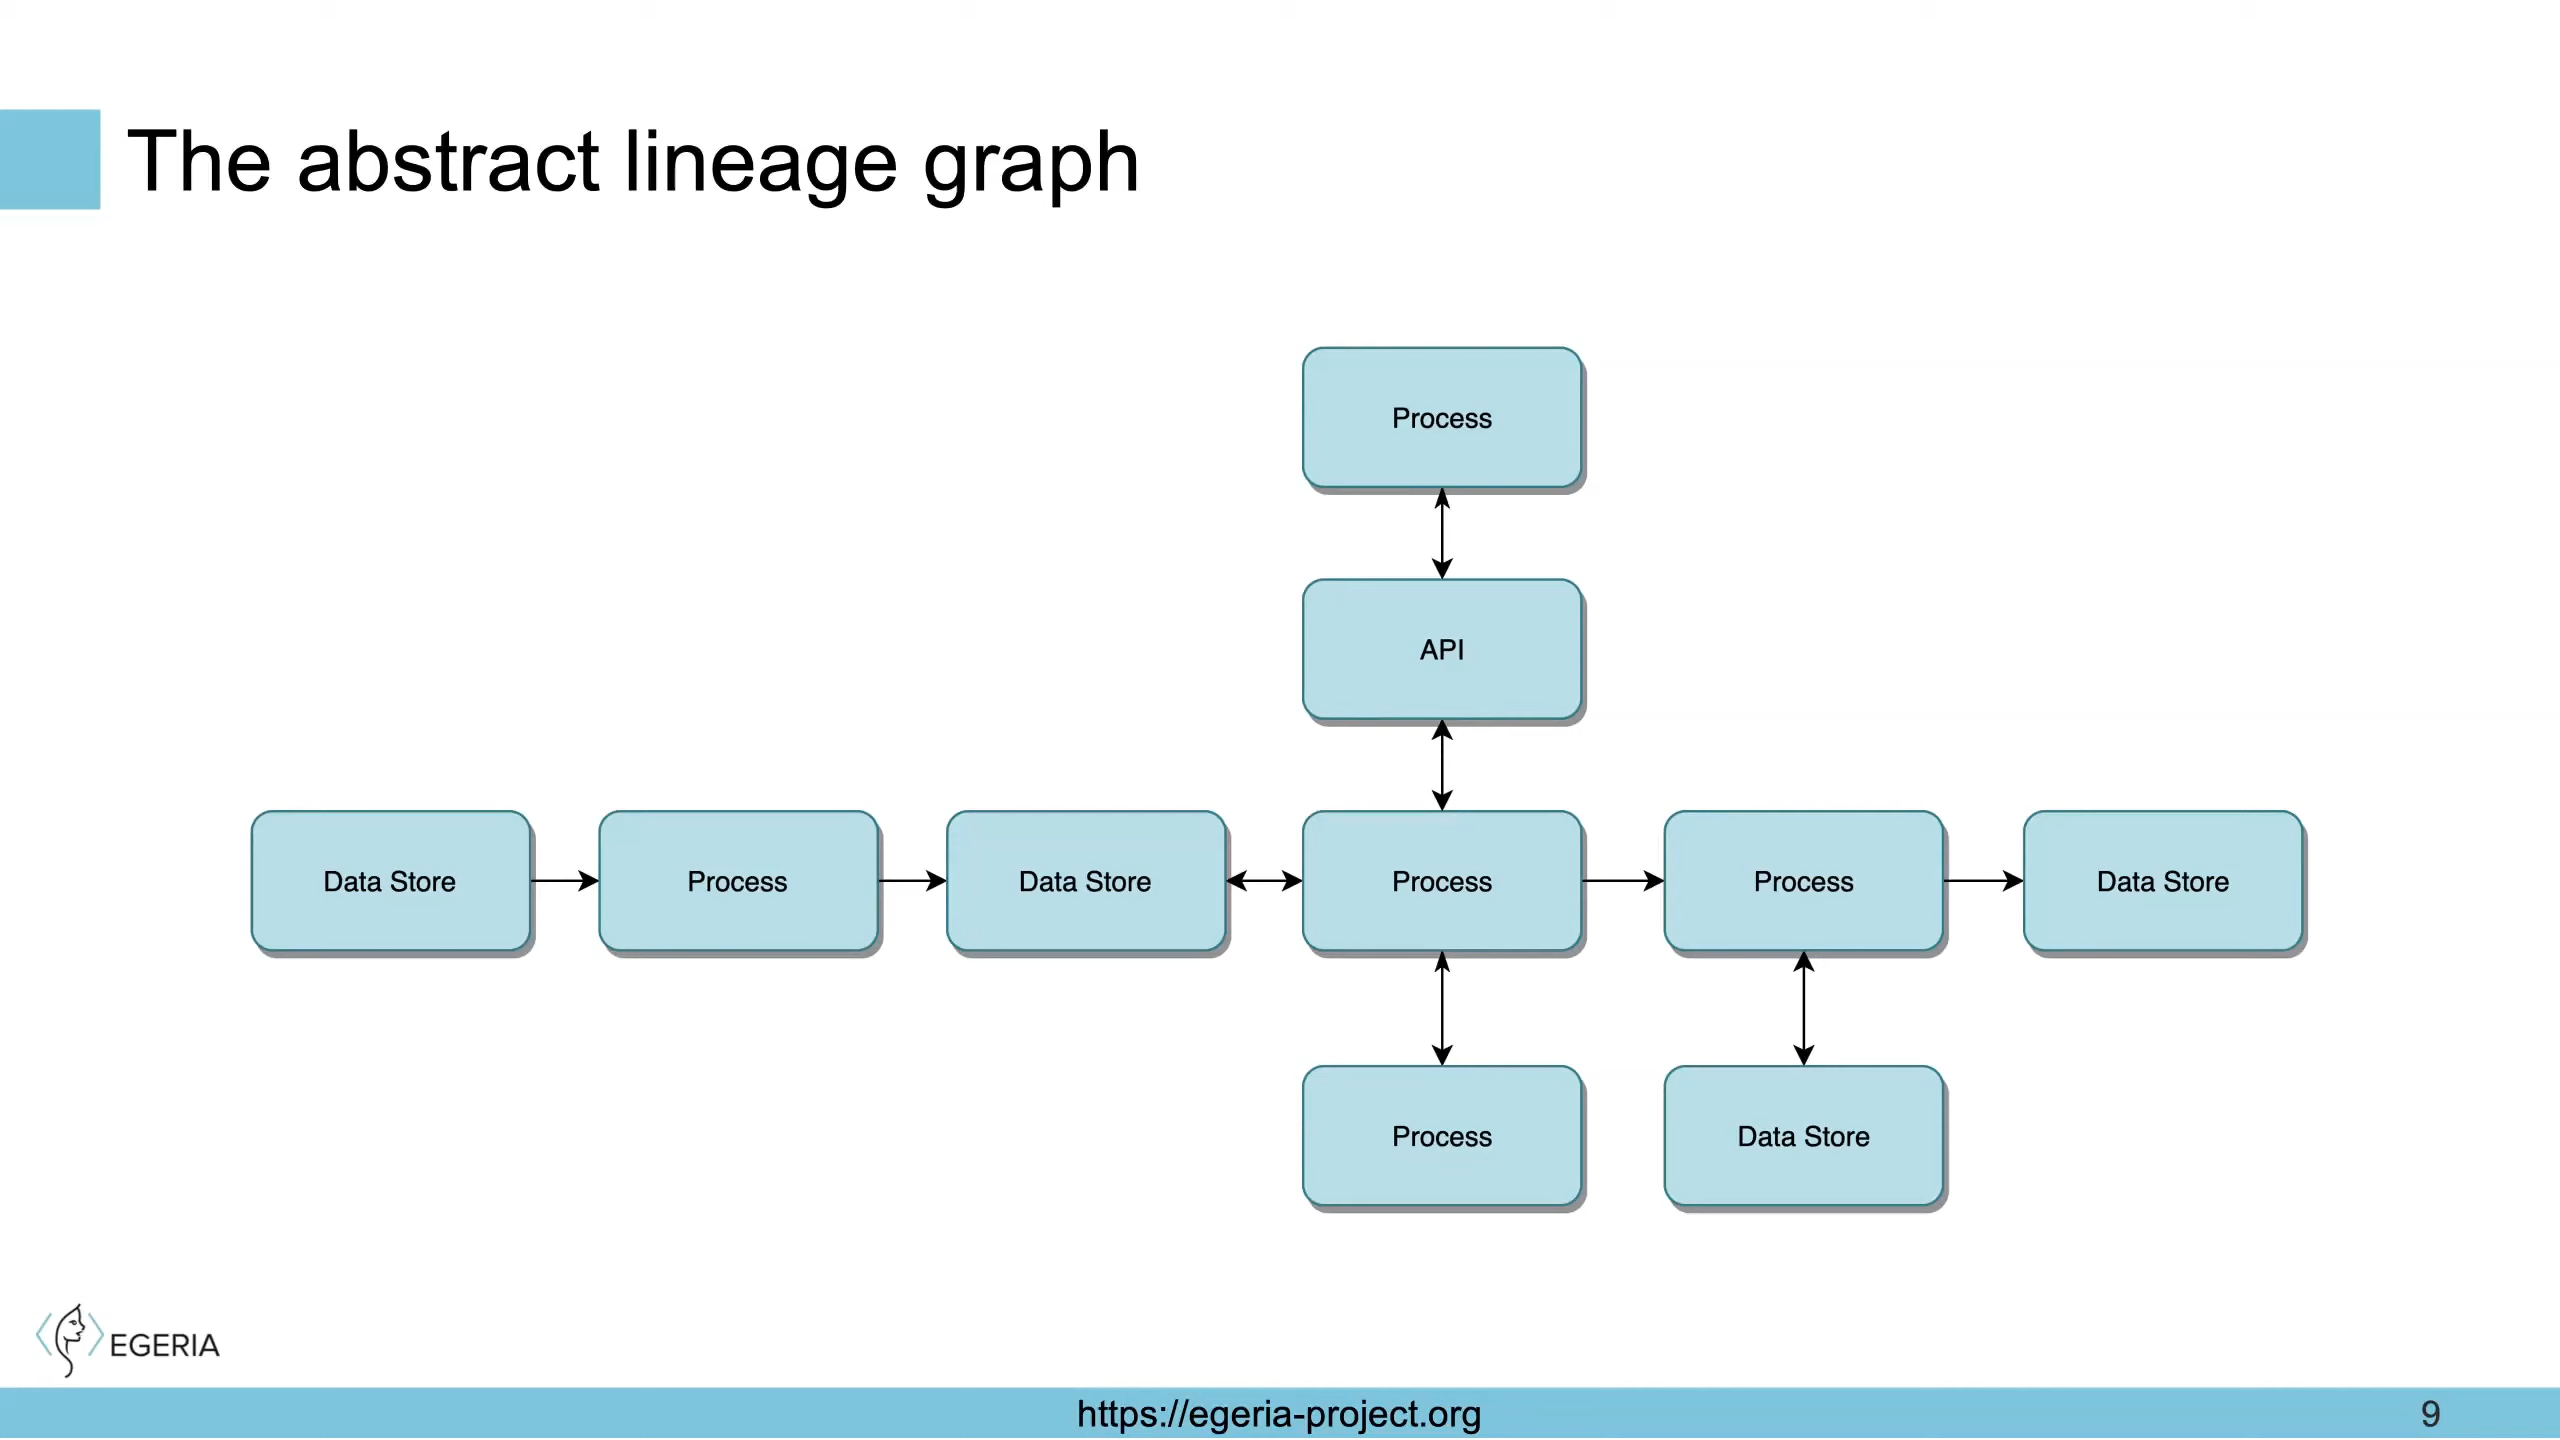 The abstract lineage graph
Process
API
Data Store
Process
Data Store
Process
Process
Data Store
Process
Data Store
EGERIA
https://egeria-project.org
9